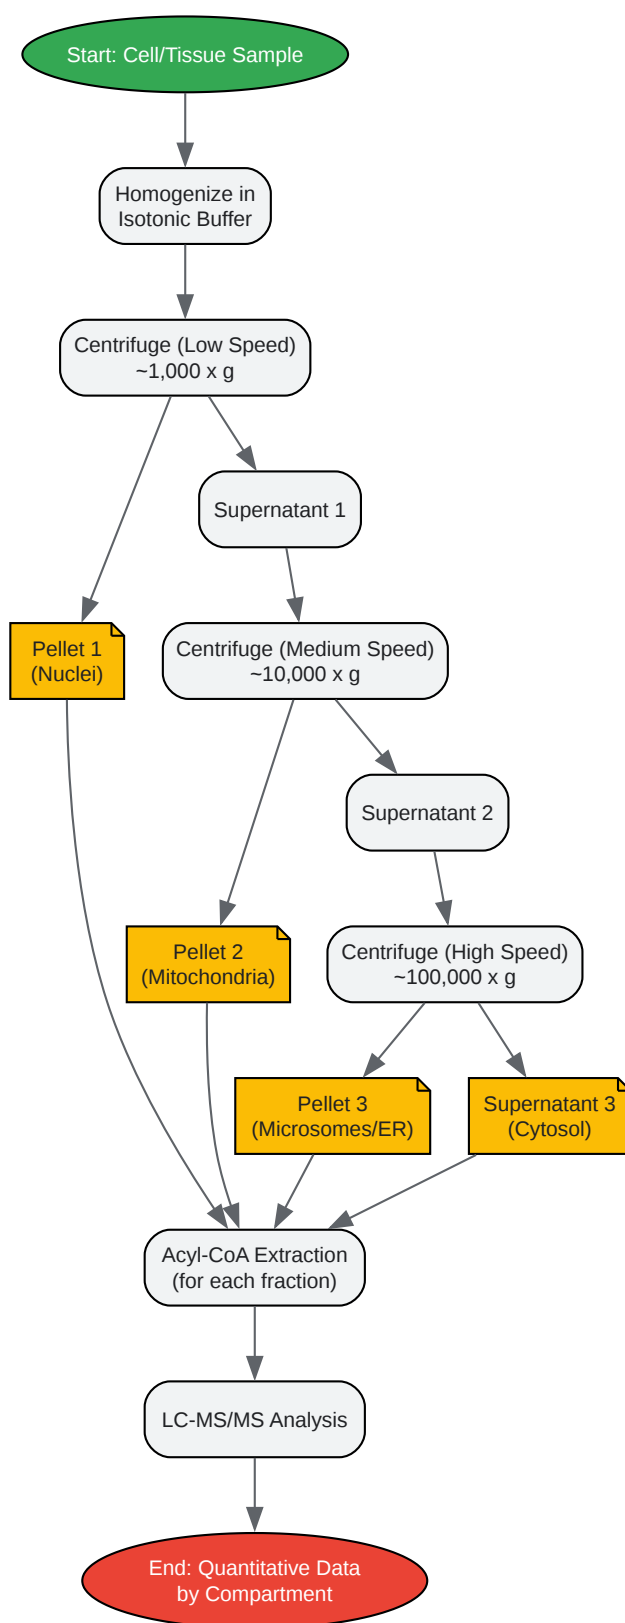 Start: Cell/Tissue Sample
Homogenize in
Isotonic Buffer
Centrifuge (Low Speed)
~1,000 x g
Supernatant 1
Pellet 1
(Nuclei)
Centrifuge (Medium Speed)
~10,000 x g
Supernatant 2
Pellet 2
(Mitochondria)
Centrifuge (High Speed)
~100,000 x g
Pellet 3
(Microsomes/ER)
Supernatant 3
(Cytosol)
Acyl-CoA Extraction
(for each fraction)
LC-MS/MS Analysis
End: Quantitative Data
by Compartment